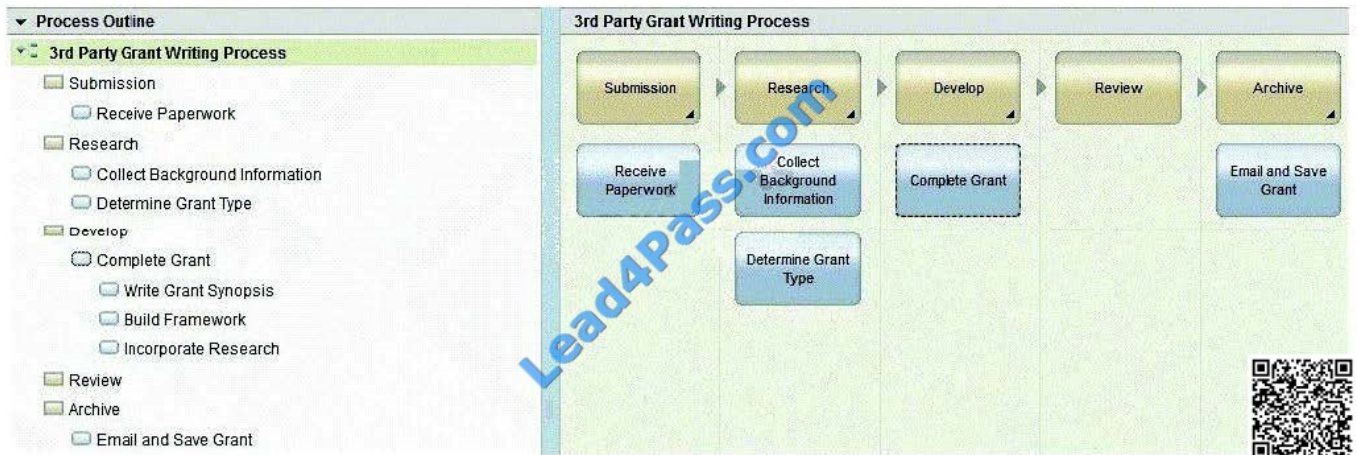 Process Outline
3rd Party Grant Writing Process
Submission
Receive Paperwork
Research
Collect Background Information
Determine Grant Type
Develop
Complete Grant
Write Grant Synopsis
Build Framework
Incorporate Research
Review
Archive
Email and Save Grant
3rd Party Grant Writing Process
Submission
Research
Develop
Review
Archive
Receive
Paperwork
Collect
Background
Information
Complete Grant
Email and Save
Grant
Determine Grant
Type
Lead4Pass.com